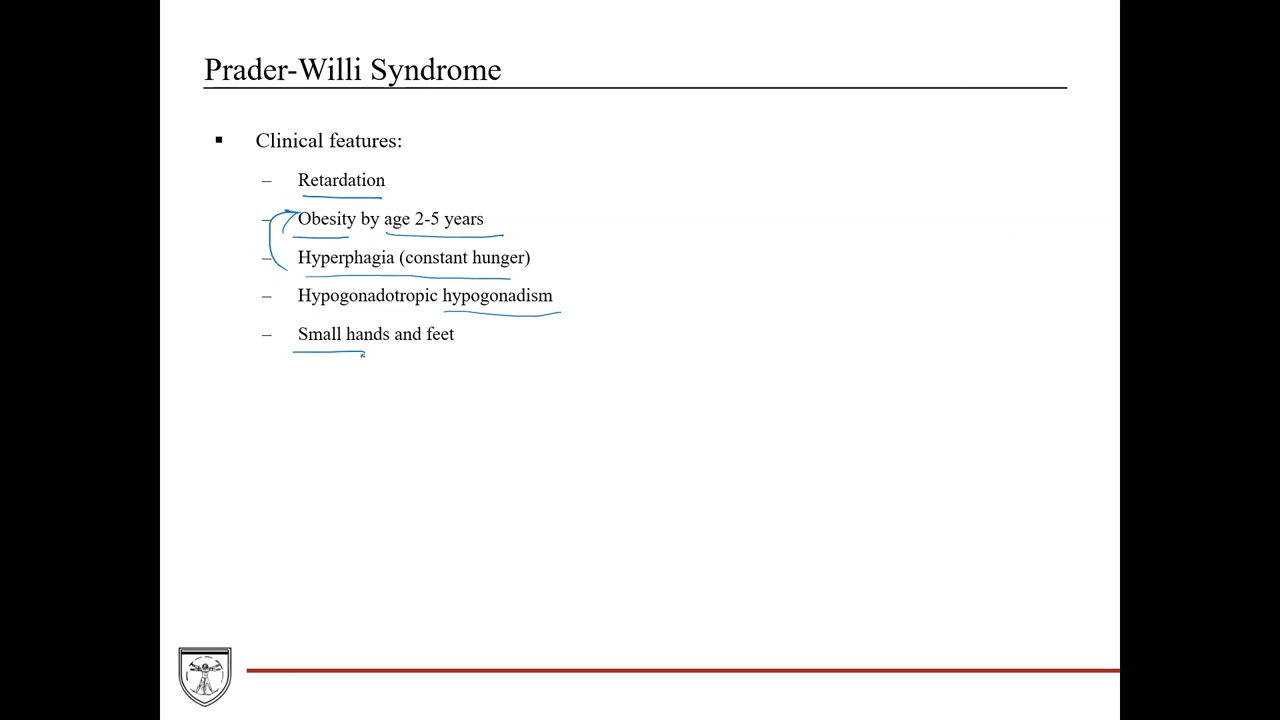 Prader-Willi Syndrome
▪ Clinical features:
– Retardation
– Obesity by age 2-5 years
– Hyperphagia (constant hunger)
– Hypogonadotropic hypogonadism
– Small hands and feet